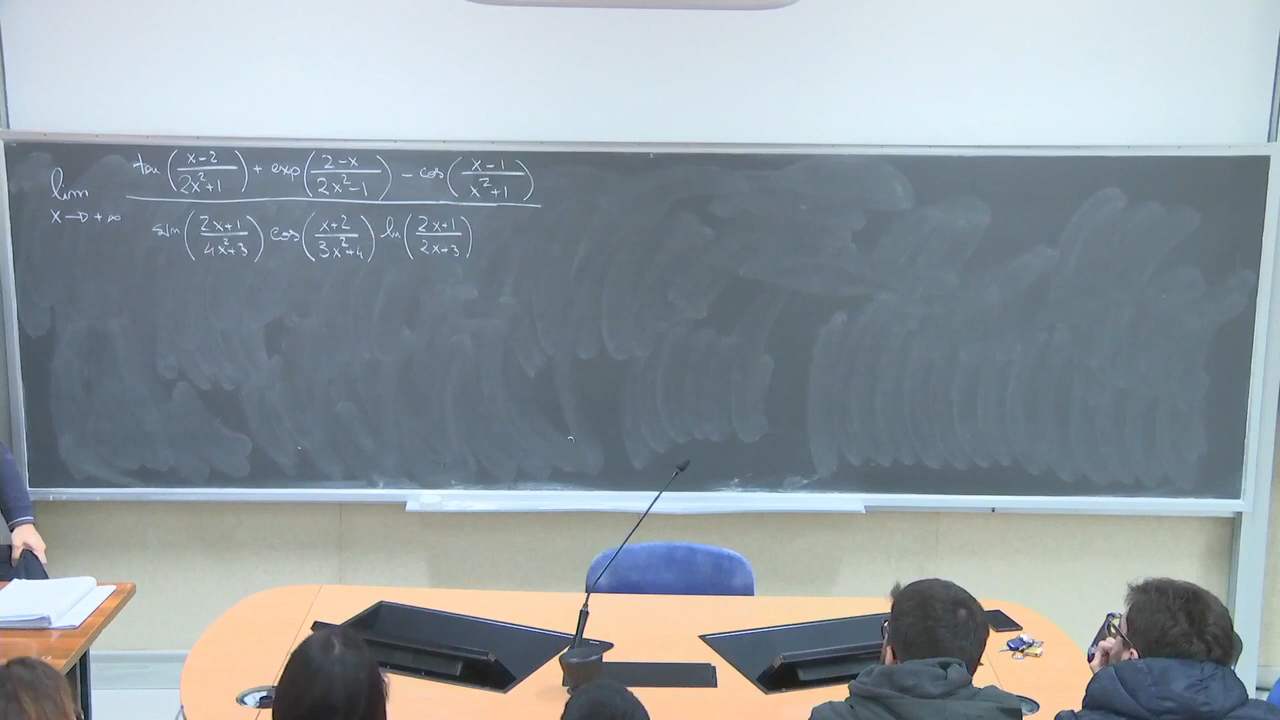 lim x→+∞ tan((x-2)/(2x²+1)) + exp((2-x)/(2x²-1)) - cos((x-1)/(x²+1))
sin((2x+1)/(4x²+3)) cos((x+2)/(3x²+4)) ln((2x+1)/(2x+3))